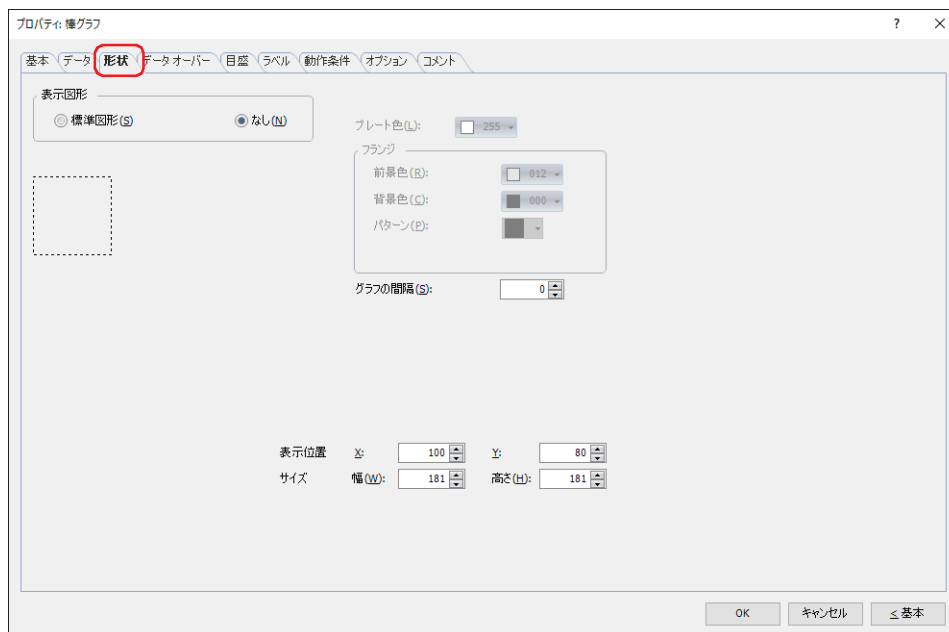 プロパティ: 棒グラフ ? ×
基本 データ 形状 データ オーバー 目盛 ラベル 動作条件 オプション コメント
表示図形
標準図形(S) なし(N)
プレート色(L): 255
フランジ
前景色(R): 012
背景色(C): 000
パターン(P):
グラフの間隔(S): 0
表示位置 X: 100 Y: 80
サイズ 幅(W): 181 高さ(H): 181
OK キャンセル < 基本